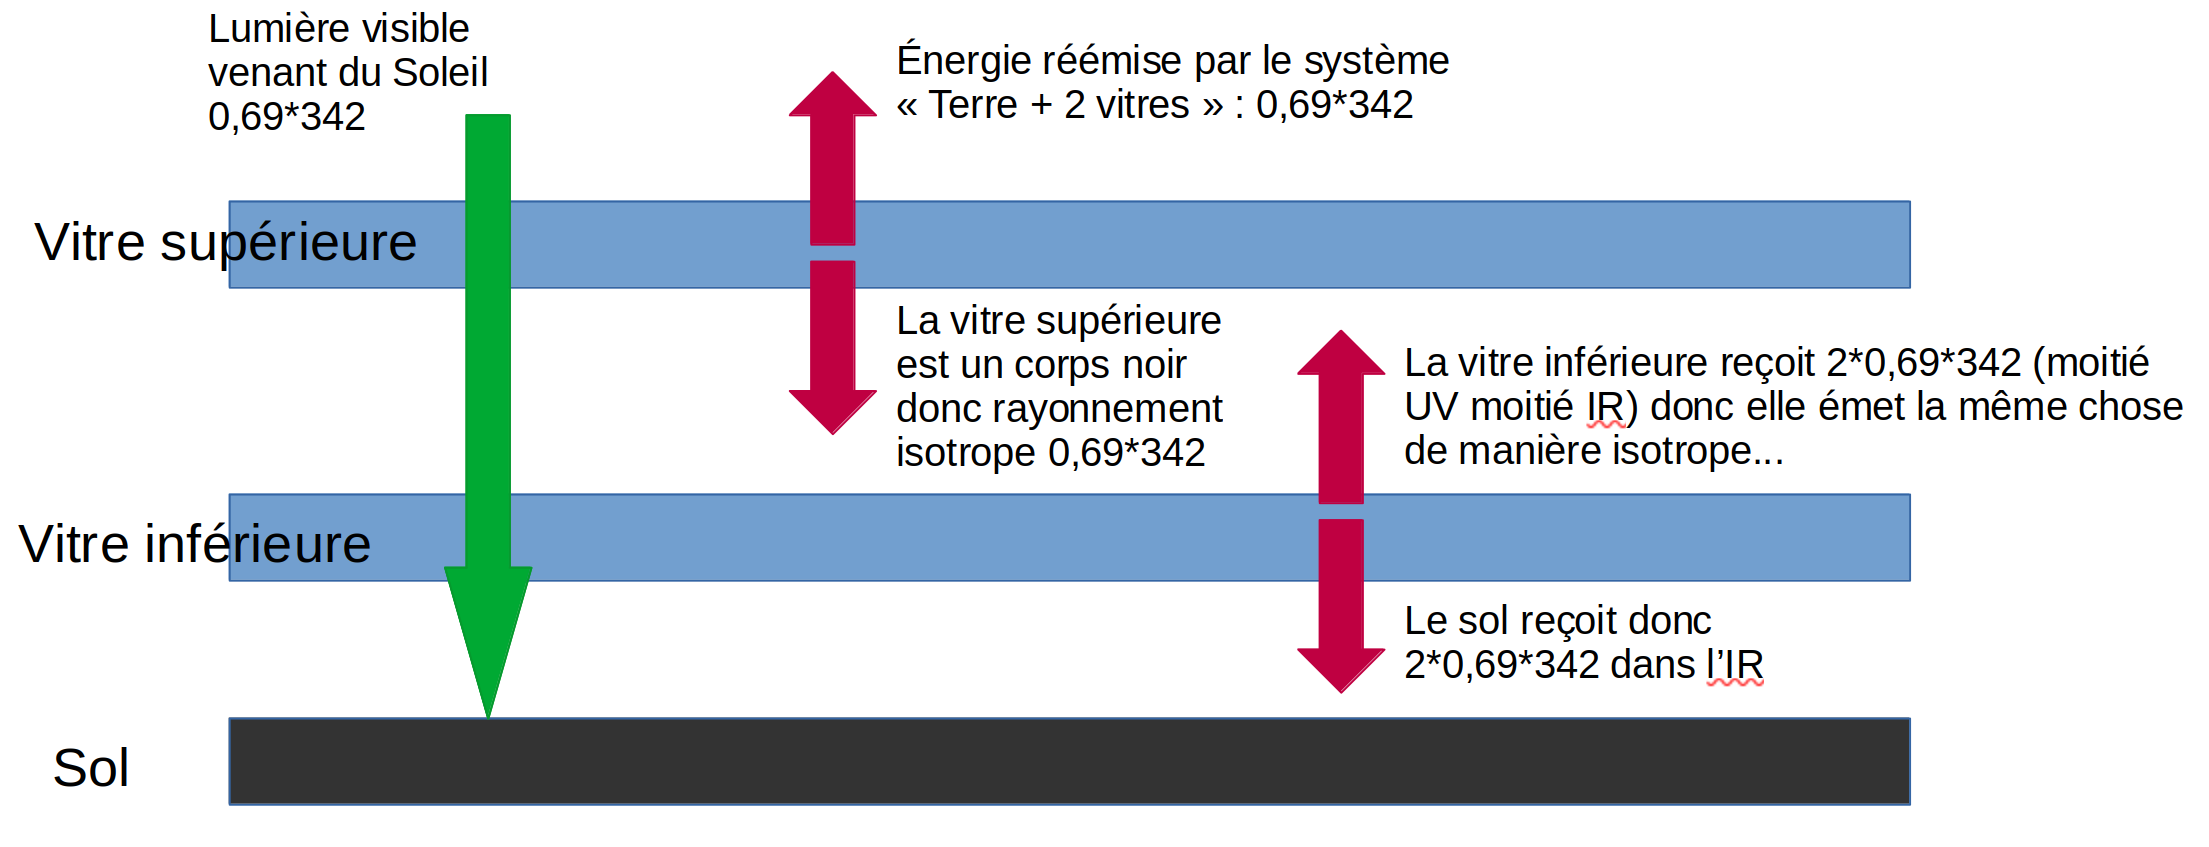 Lumière visible
venant du Soleil
0,69*342
Énergie réémise par le système
« Terre + 2 vitres » : 0,69*342
Vitre supérieure
La vitre supérieure
est un corps noir
donc rayonnement
isotrope 0,69*342
La vitre inférieure reçoit 2*0,69*342 (moitié
UV moitié IR) donc elle émet la même chose
de manière isotrope...
Vitre inférieure
Le sol reçoit donc
2*0,69*342 dans l’IR
Sol